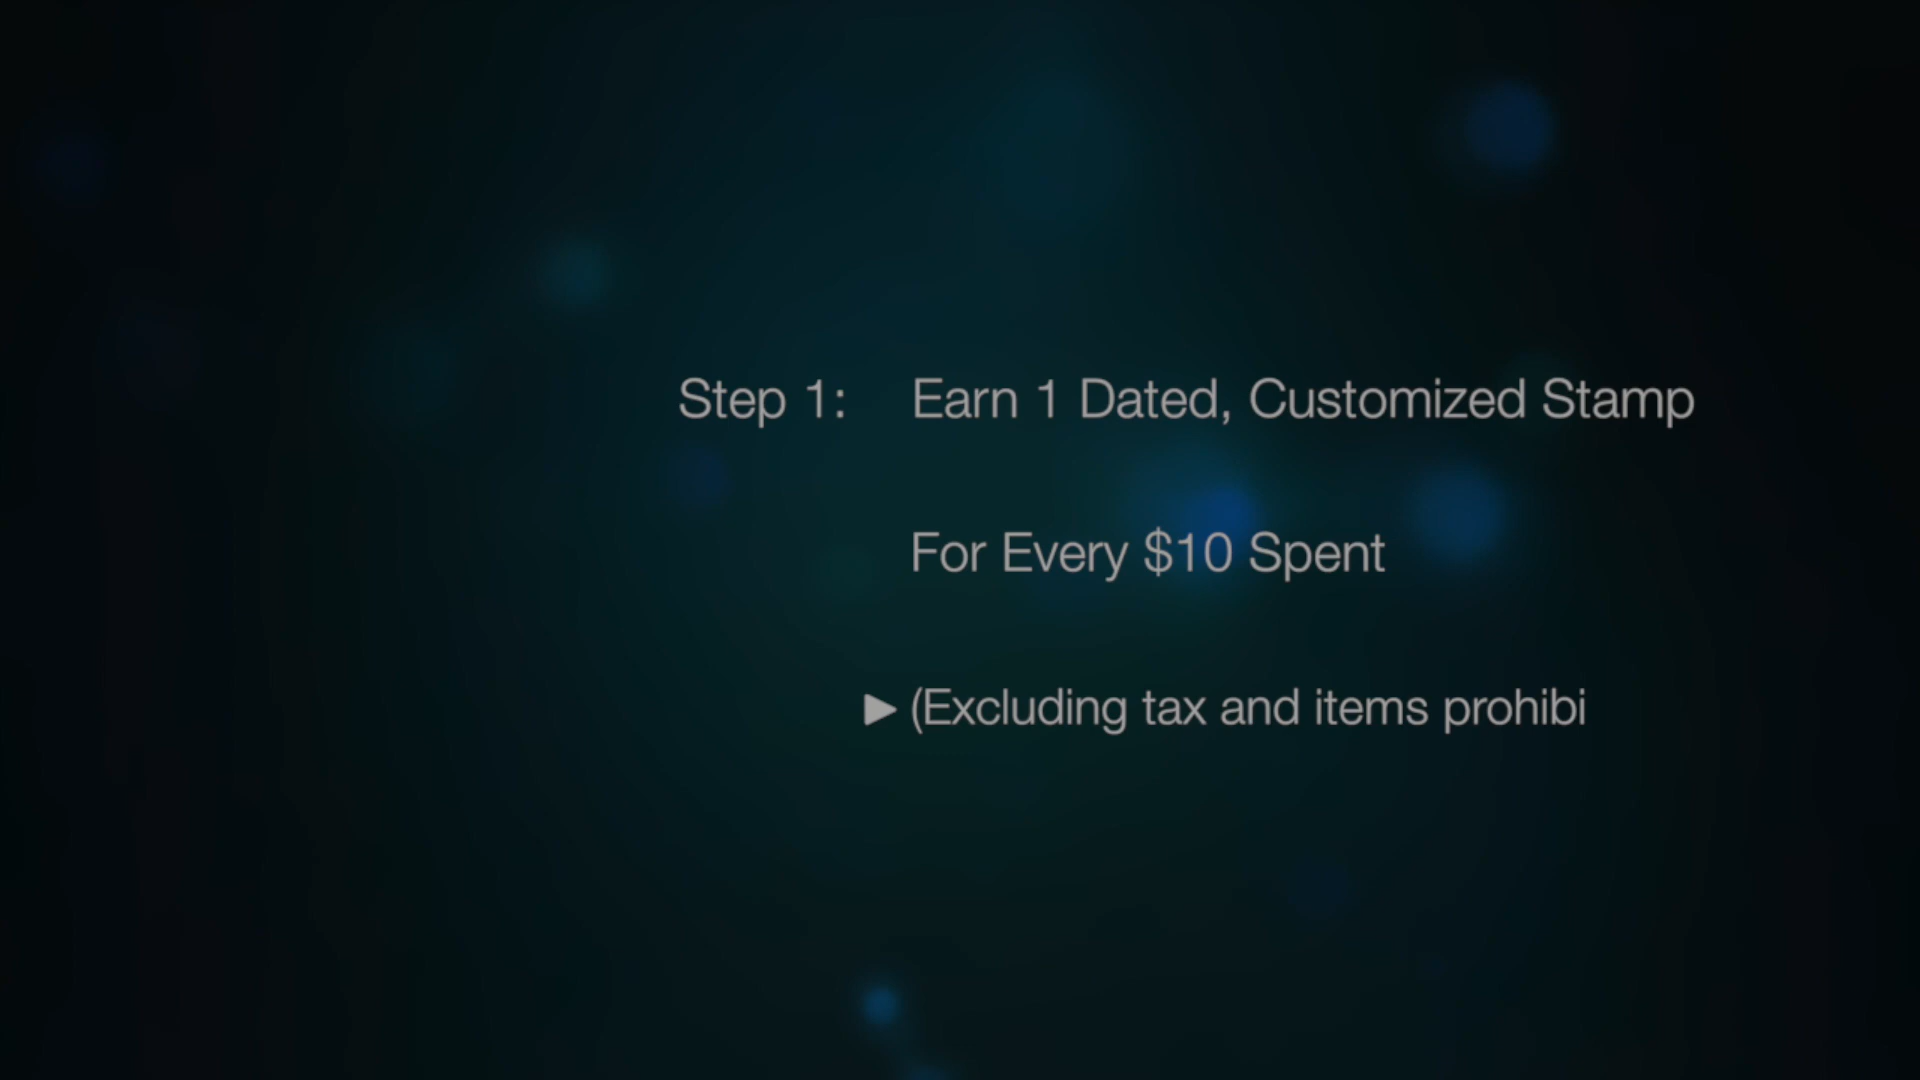 Step 1: Earn 1 Dated, Customized Stamp
For Every $10 Spent
▶ (Excluding tax and items prohibi